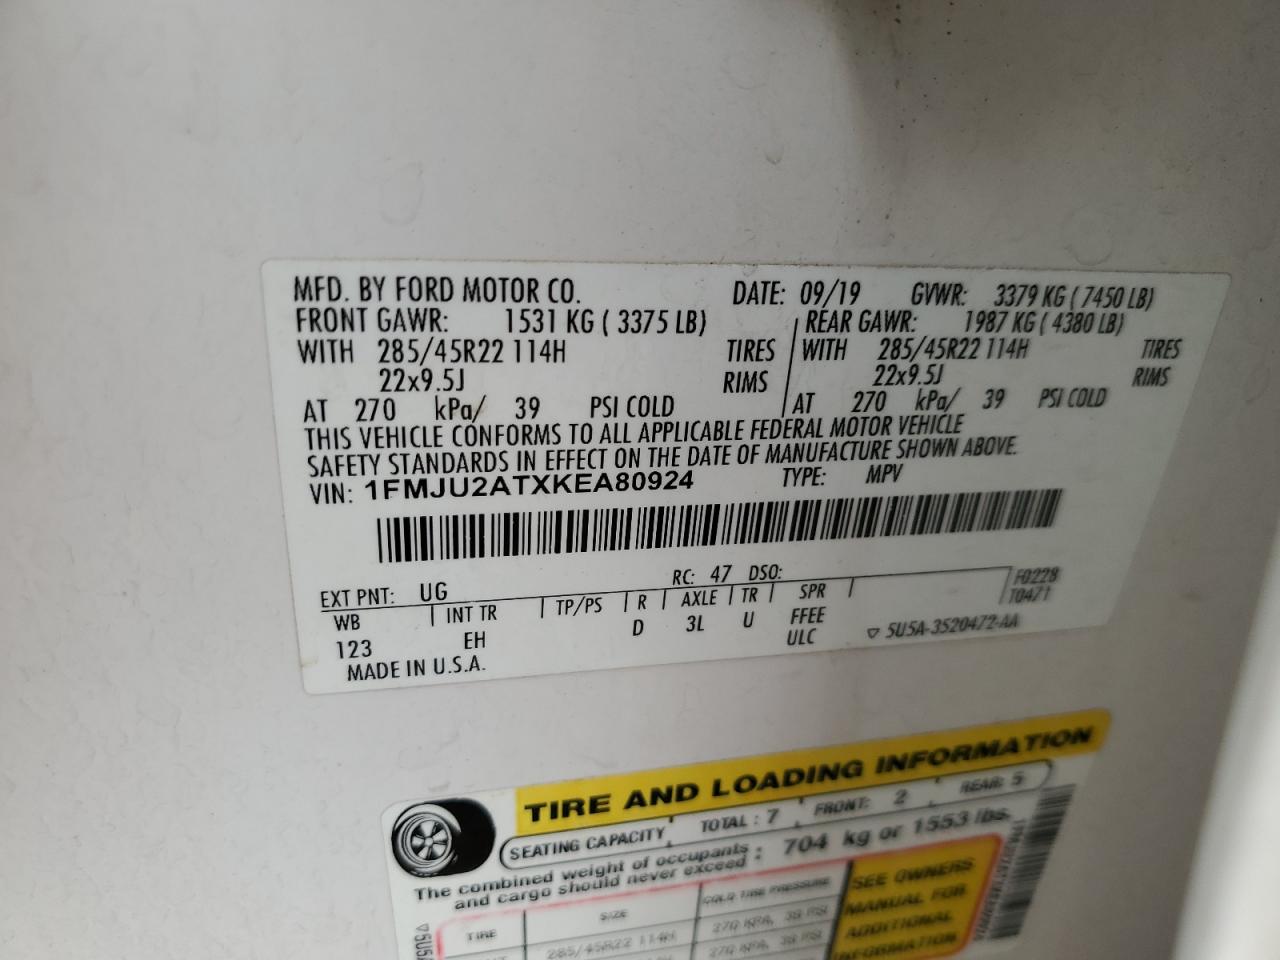 MFD. BY FORD MOTOR CO. DATE: 09/19 GVWR: 3379 KG ( 7450 LB)
FRONT GAWR: 1531 KG ( 3375 LB) REAR GAWR: 1987 KG ( 4380 LB)
WITH 285/45R22 114H TIRES WITH 285/45R22 114H TIRES
22x9.5J RIMS 22x9.5J RIMS
AT 270 kPa/ 39 PSI COLD AT 270 kPa/ 39 PSI COLD
THIS VEHICLE CONFORMS TO ALL APPLICABLE FEDERAL MOTOR VEHICLE
SAFETY STANDARDS IN EFFECT ON THE DATE OF MANUFACTURE SHOWN ABOVE.
VIN: 1FMJU2ATXKEA80924 TYPE: MPV
EXT PNT: UG RC: 47 DSO: F0228
WB INT TR TP/PS R AXLE TR SPR T0471
123 EH D 3L U FFEE
ULC ▽ 5U5A-3520472-AA
MADE IN U.S.A.
TIRE AND LOADING INFORMATION
SEATING CAPACITY TOTAL : 7 FRONT: 2 REAR: 5
The combined weight of occupants : 704 kg or 1553 lbs.
and cargo should never exceed
TIRE SIZE COLD TIRE PRESSURE SEE OWNERS
285/45R22 114H 270 KPA, 39 PSI MANUAL FOR
270 KPA, 39 PSI ADDITIONAL
INFORMATION